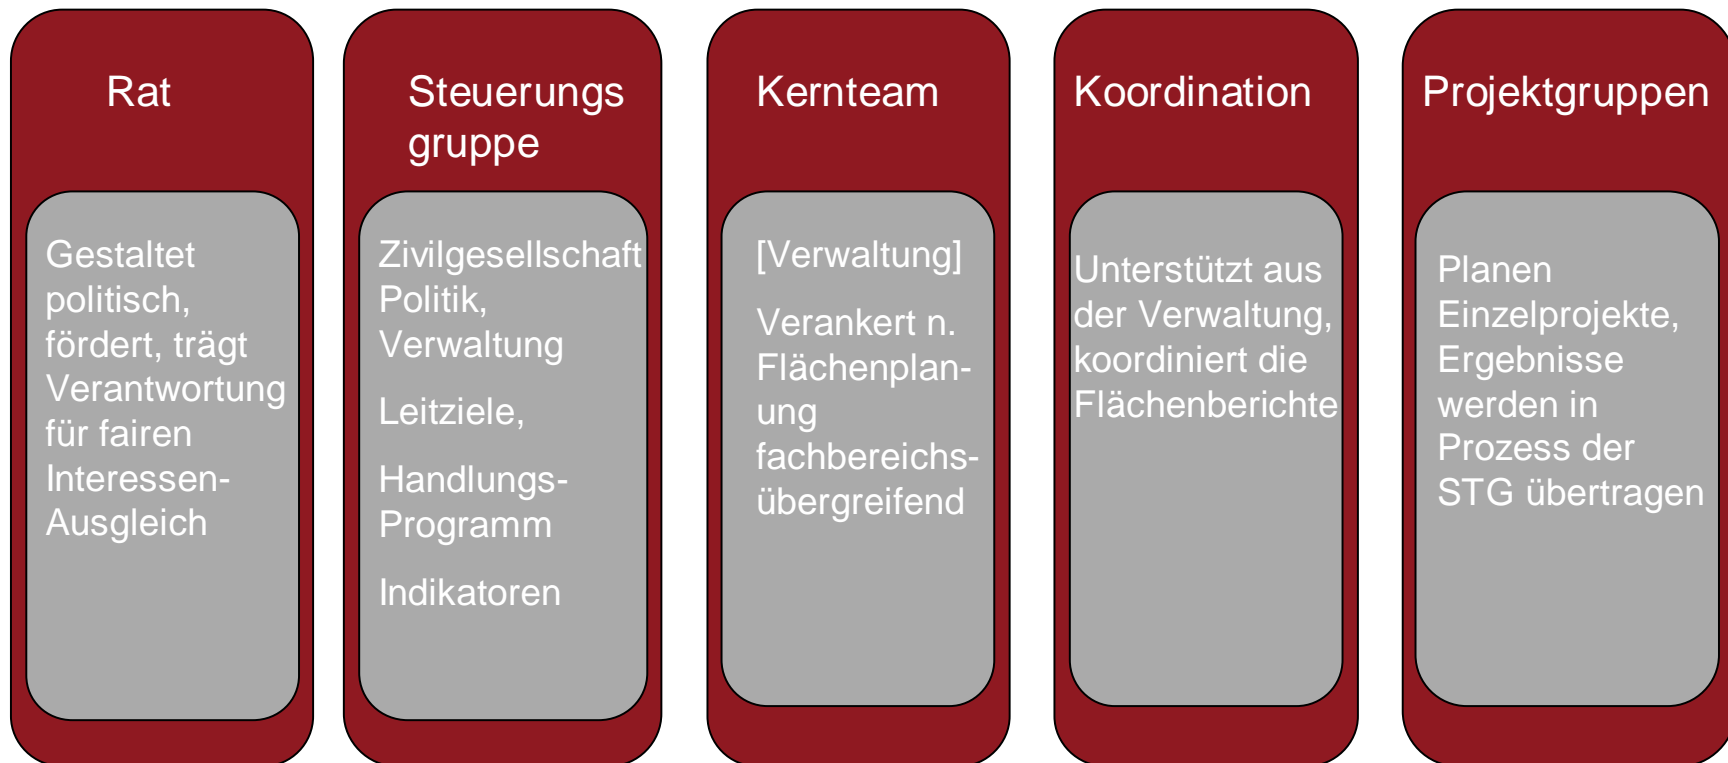 Rat
Gestaltet
politisch,
fördert, trägt
Verantwortung
für fairen
Interessen-
Ausgleich
Steuerungs
gruppe
Zivilgesellschaft
Politik,
Verwaltung
Leitziele,
Handlungs-
Programm
Indikatoren
Kernteam
[Verwaltung]
Verankert n.
Flächenplan-
ung
fachbereichs-
übergreifend
Koordination
Unterstützt aus
der Verwaltung,
koordiniert die
Flächenberichte
Projektgruppen
Planen
Einzelprojekte,
Ergebnisse
werden in
Prozess der
STG übertragen